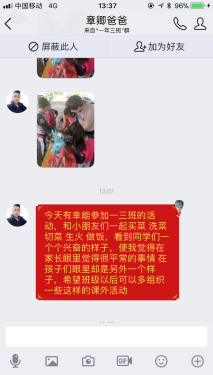 中国移动 4G 13:37 96%
章卿爸爸
来自"一年三班"群
屏蔽此人 加为好友
13:07
今天有幸能参加一三班的活
动，和小朋友们一起买菜 洗菜
切菜 生火 做饭，看到同学们一
个个兴奋的样子，使我觉得在
家长眼里觉得很平常的事情 在
孩子们眼里却是另外一个样
子，希望班级以后可以多组织
一些这样的课外活动
GIF